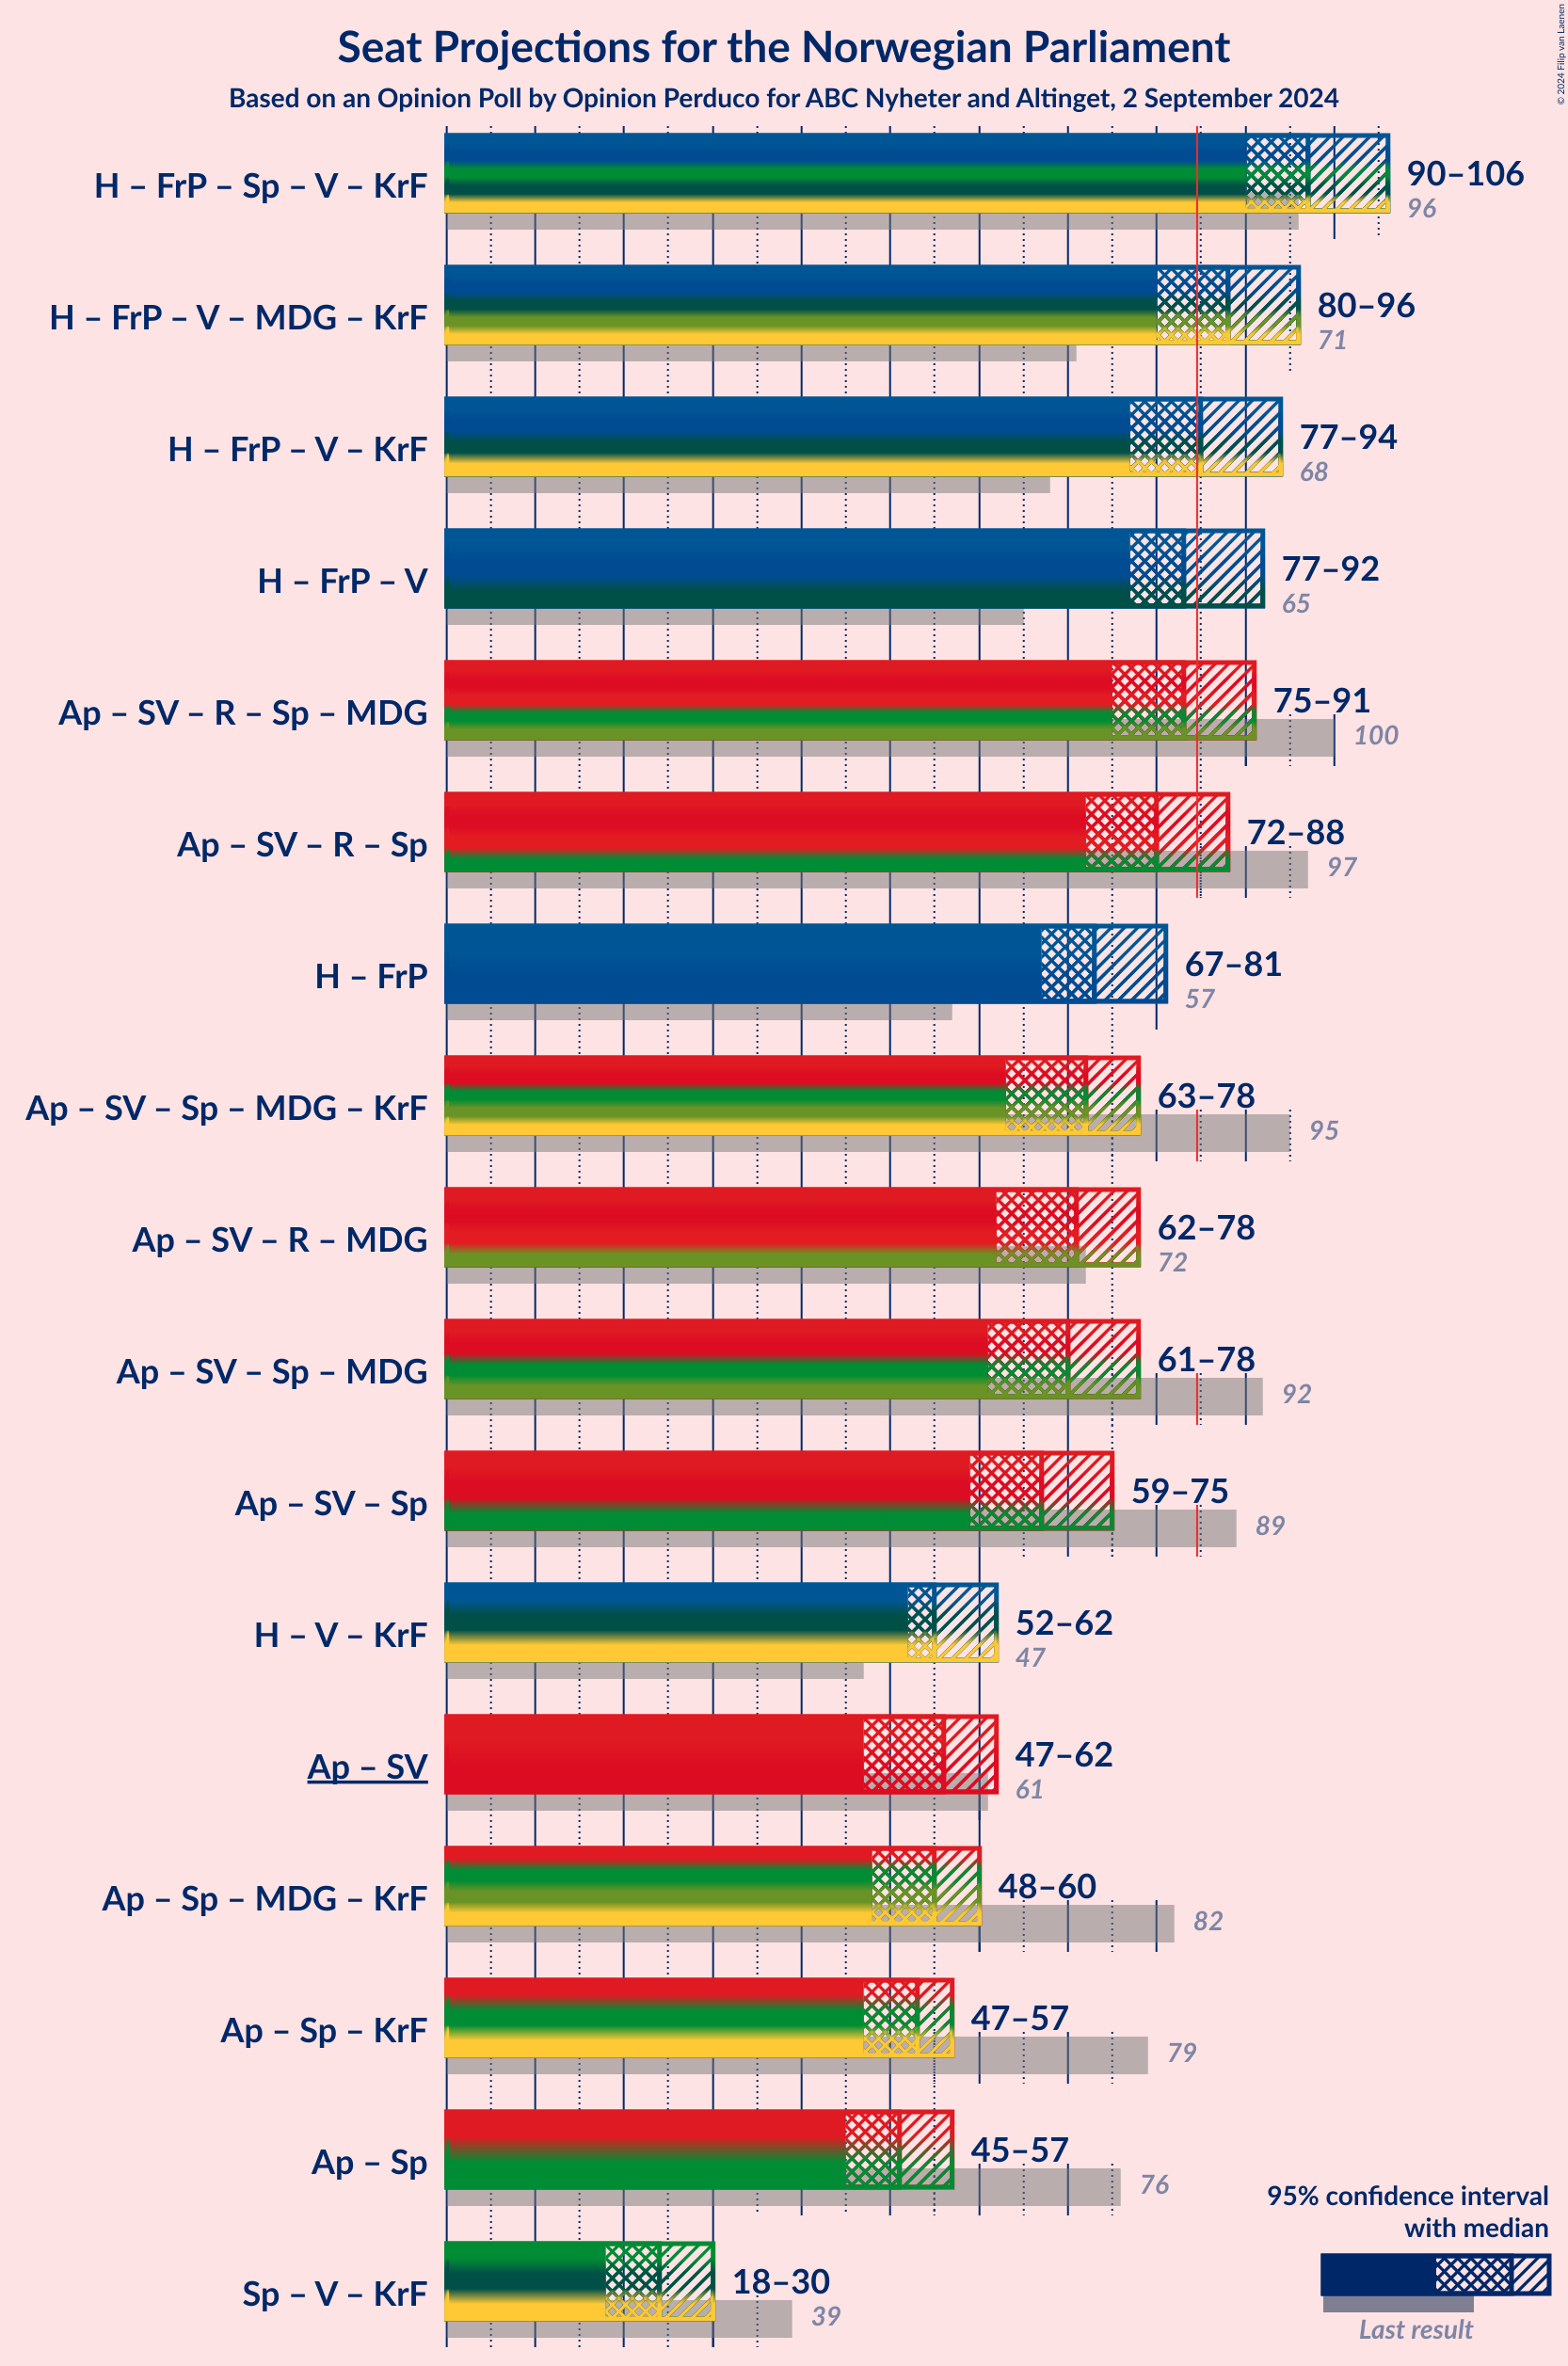 Seat Projections for the Norwegian Parliament
Based on an Opinion Poll by Opinion Perduco for ABC Nyheter and Altinget, 2 September 2024
© 2024 Filip van Laenen
H – FrP – Sp – V – KrF
90–106
96
H – FrP – V – MDG – KrF
80–96
71
H – FrP – V – KrF
77–94
68
H – FrP – V
77–92
65
Ap – SV – R – Sp – MDG
75–91
100
Ap – SV – R – Sp
72–88
97
H – FrP
67–81
57
Ap – SV – Sp – MDG – KrF
63–78
95
Ap – SV – R – MDG
62–78
72
Ap – SV – Sp – MDG
61–78
92
Ap – SV – Sp
59–75
89
H – V – KrF
52–62
47
Ap – SV
47–62
61
Ap – Sp – MDG – KrF
48–60
82
Ap – Sp – KrF
47–57
79
Ap – Sp
45–57
76
Sp – V – KrF
18–30
39
95% confidence interval
with median
Last result